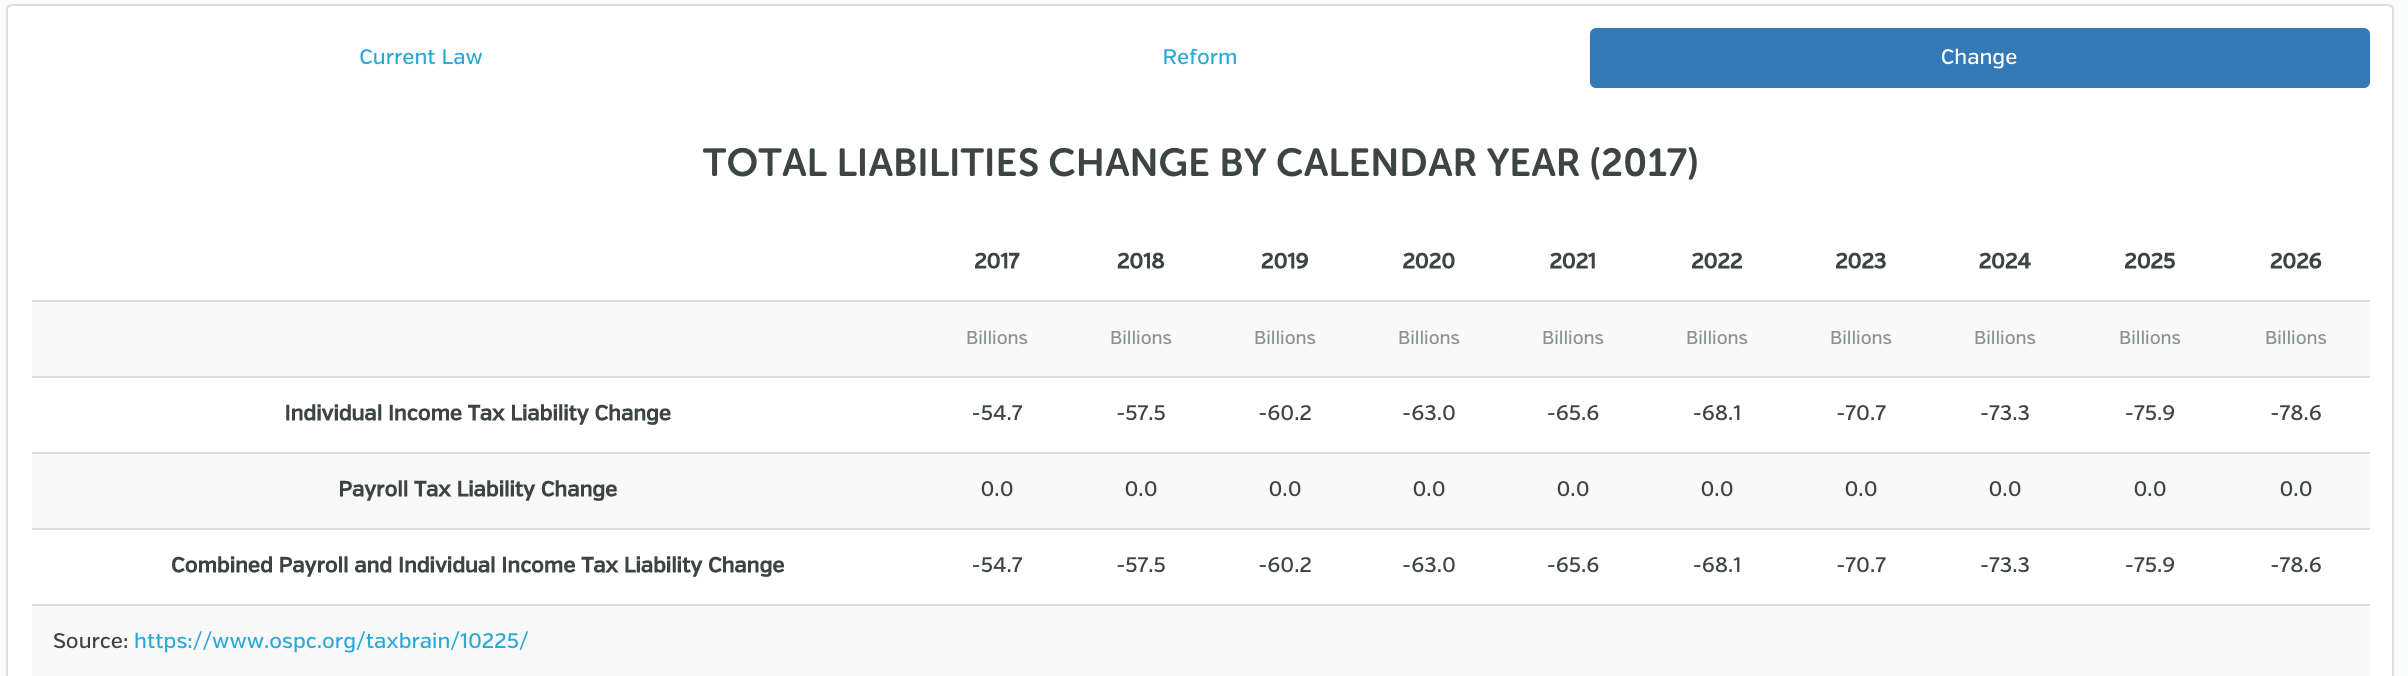 Current Law Reform Change
TOTAL LIABILITIES CHANGE BY CALENDAR YEAR (2017)
2017 2018 2019 2020 2021 2022 2023 2024 2025 2026
Billions Billions Billions Billions Billions Billions Billions Billions Billions Billions
Individual Income Tax Liability Change -54.7 -57.5 -60.2 -63.0 -65.6 -68.1 -70.7 -73.3 -75.9 -78.6
Payroll Tax Liability Change 0.0 0.0 0.0 0.0 0.0 0.0 0.0 0.0 0.0 0.0
Combined Payroll and Individual Income Tax Liability Change -54.7 -57.5 -60.2 -63.0 -65.6 -68.1 -70.7 -73.3 -75.9 -78.6
Source: https://www.ospc.org/taxbrain/10225/